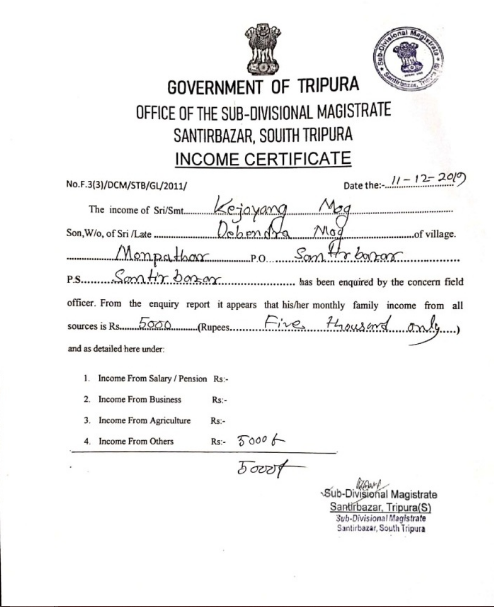 Sub-Divisional Magistrate
Santirbazar, Tripura(S)
GOVERNMENT OF TRIPURA
OFFICE OF THE SUB-DIVISIONAL MAGISTRATE
SANTIRBAZAR, SOUTH TRIPURA
INCOME CERTIFICATE
No.F.3(3)/DCM/STB/GL/2011/ Date the:- 11-12-2019
The income of Sri/Smt. Kejoyang Mog
Son,W/o, of Sri /Late Debendra Mog of village.
Monpathar P.O Santirbazar
P.S. Santirbazar has been enquired by the concern field
officer. From the enquiry report it appears that his/her monthly family income from all
sources is Rs. 5000 (Rupees Five thousand only)
and as detailed here under:
1. Income From Salary / Pension Rs:-
2. Income From Business Rs:-
3. Income From Agriculture Rs:-
4. Income From Others Rs:- 5000/-
5000/-
Sub-Divisional Magistrate
Santirbazar, Tripura(S)
Sub-Divisional Magistrate
Santirbazar, South Tripura